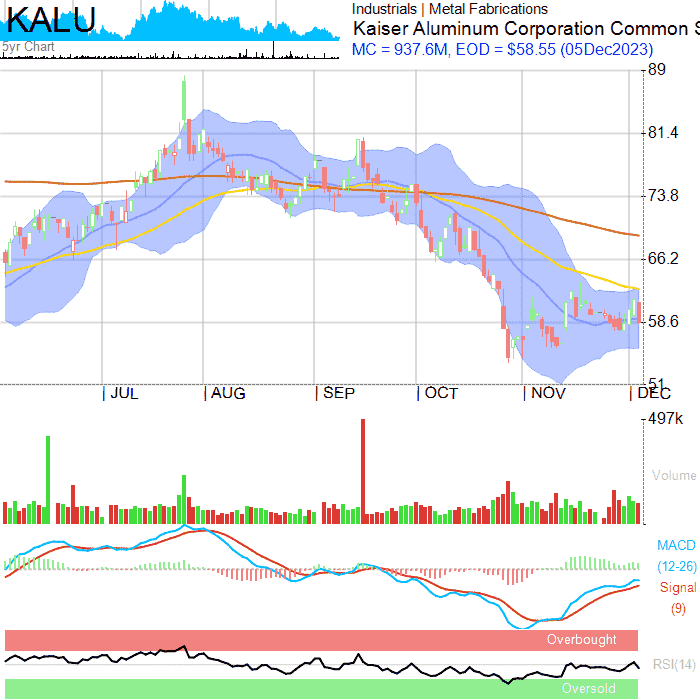 KALU
5yr Chart
Industrials | Metal Fabrications
Kaiser Aluminum Corporation Common S
MC = 937.6M, EOD = $58.55 (05Dec2023)
89
81.4
73.8
66.2
58.6
51
| JUL | AUG | SEP | OCT | NOV | DEC
497k
Volume
MACD
(12-26)
Signal
(9)
Overbought
RSI(14)
Oversold